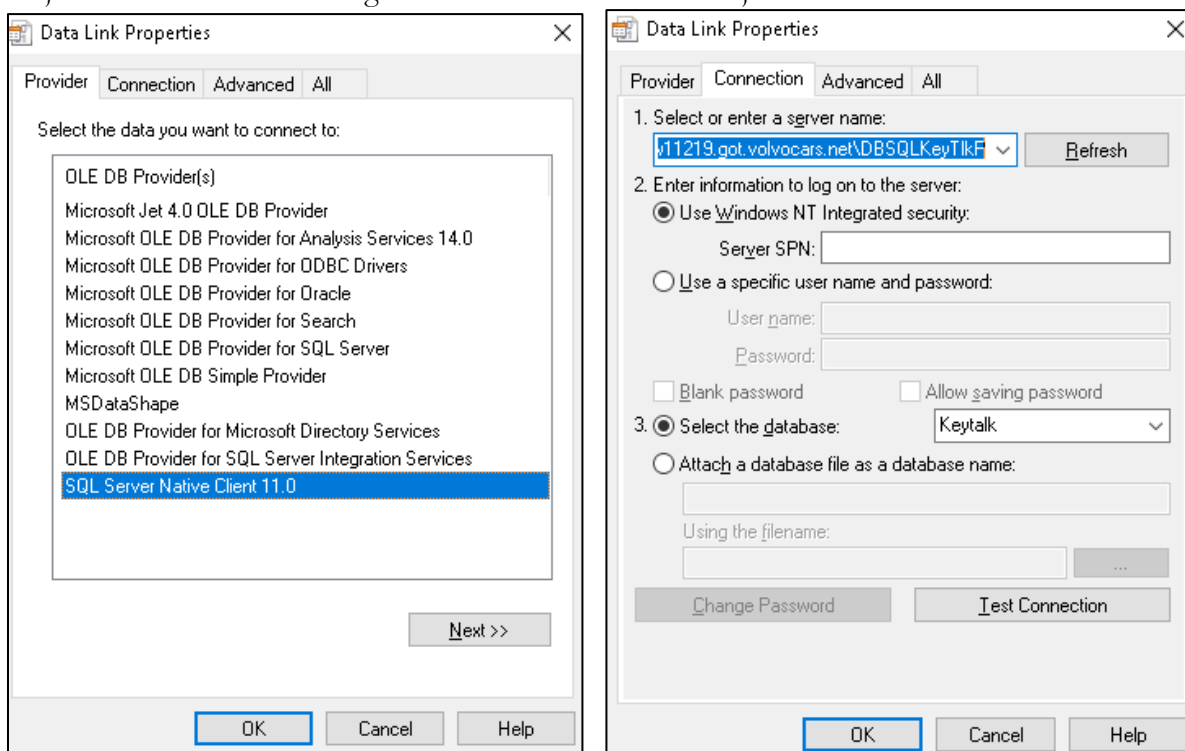 Data Link Properties
Provider Connection Advanced All
Select the data you want to connect to:
OLE DB Provider(s)
Microsoft Jet 4.0 OLE DB Provider
Microsoft OLE DB Provider for Analysis Services 14.0
Microsoft OLE DB Provider for ODBC Drivers
Microsoft OLE DB Provider for Oracle
Microsoft OLE DB Provider for Search
Microsoft OLE DB Provider for SQL Server
Microsoft OLE DB Simple Provider
MSDataShape
OLE DB Provider for Microsoft Directory Services
OLE DB Provider for SQL Server Integration Services
SQL Server Native Client 11.0
Next >>
OK Cancel Help
Data Link Properties
Provider Connection Advanced All
1. Select or enter a server name:
11219.got.volvocars.net\DBSQLKeyTlkF Refresh
2. Enter information to log on to the server:
Use Windows NT Integrated security:
Server SPN:
Use a specific user name and password:
User name:
Password:
Blank password Allow saving password
3. Select the database: Keytalk
Attach a database file as a database name:
Using the filename:
...
Change Password Test Connection
OK Cancel Help